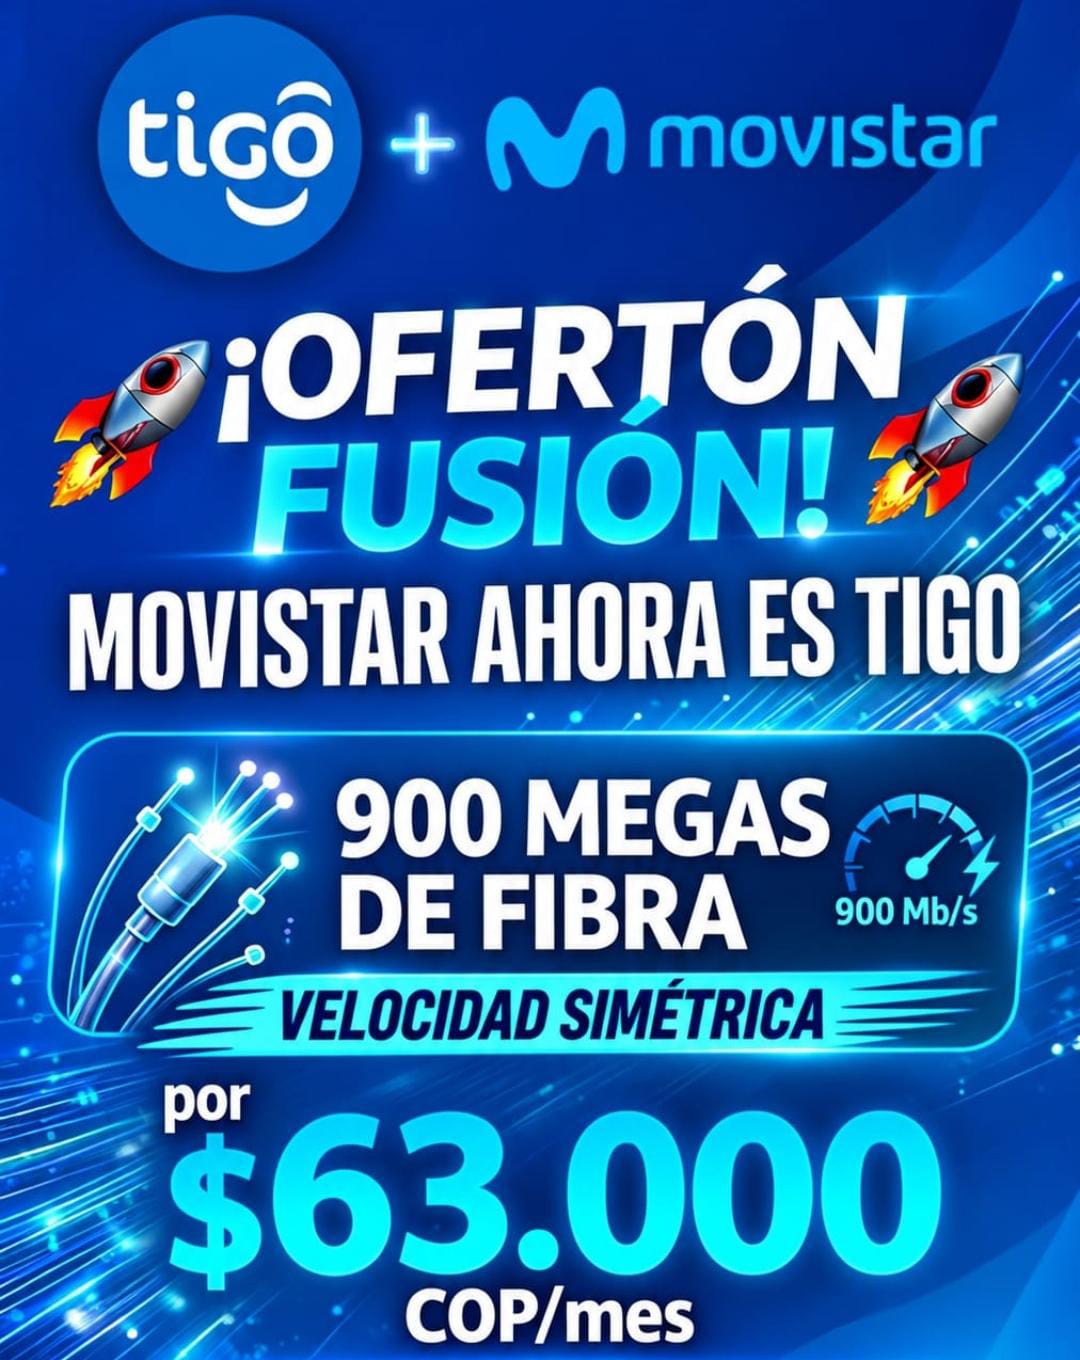 tigo + movistar
¡OFERTÓN
FUSIÓN!
MOVISTAR AHORA ES TIGO
900 MEGAS
DE FIBRA
900 Mb/s
VELOCIDAD SIMÉTRICA
por
$63.000
COP/mes